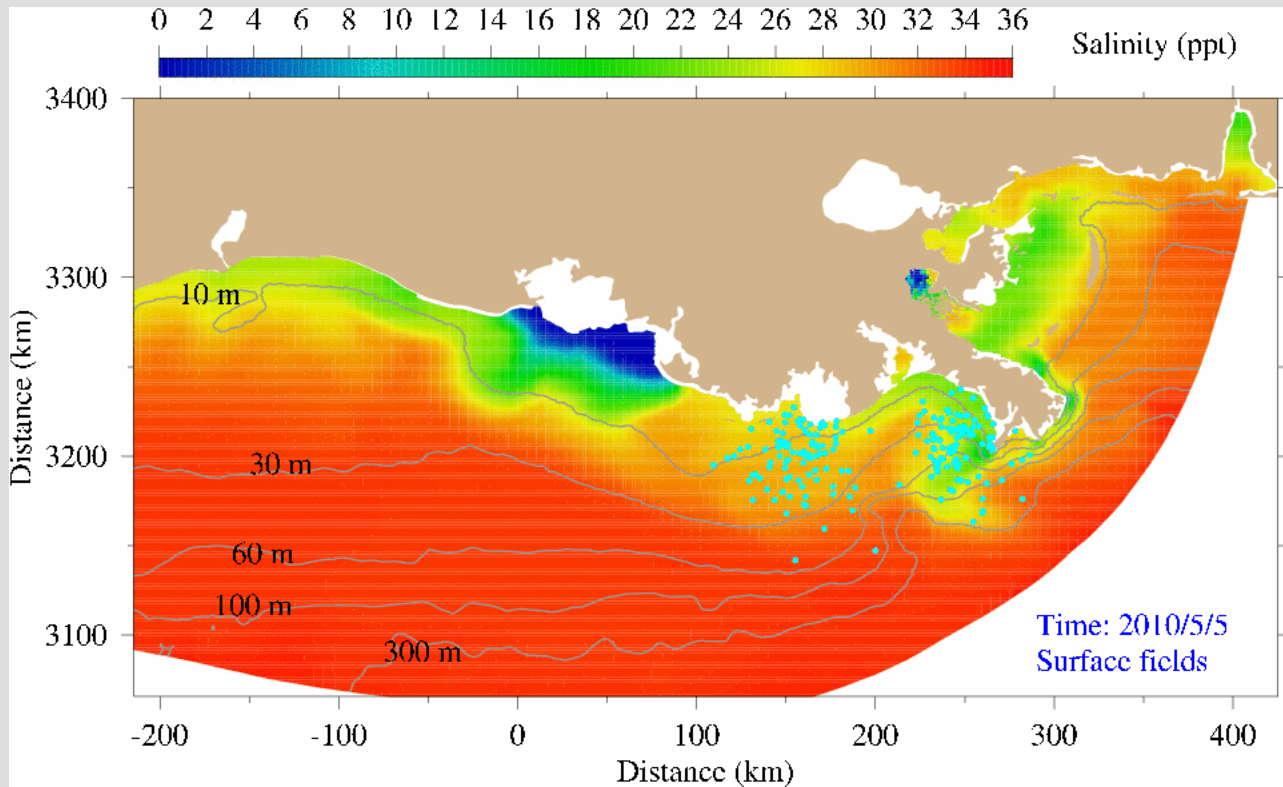 0 2 4 6 8 10 12 14 16 18 20 22 24 26 28 30 32 34 36
Salinity (ppt)
3400
3300
3200
3100
Distance (km)
10 m
30 m
60 m
100 m
300 m
Time: 2010/5/5
Surface fields
-200 -100 0 100 200 300 400
Distance (km)